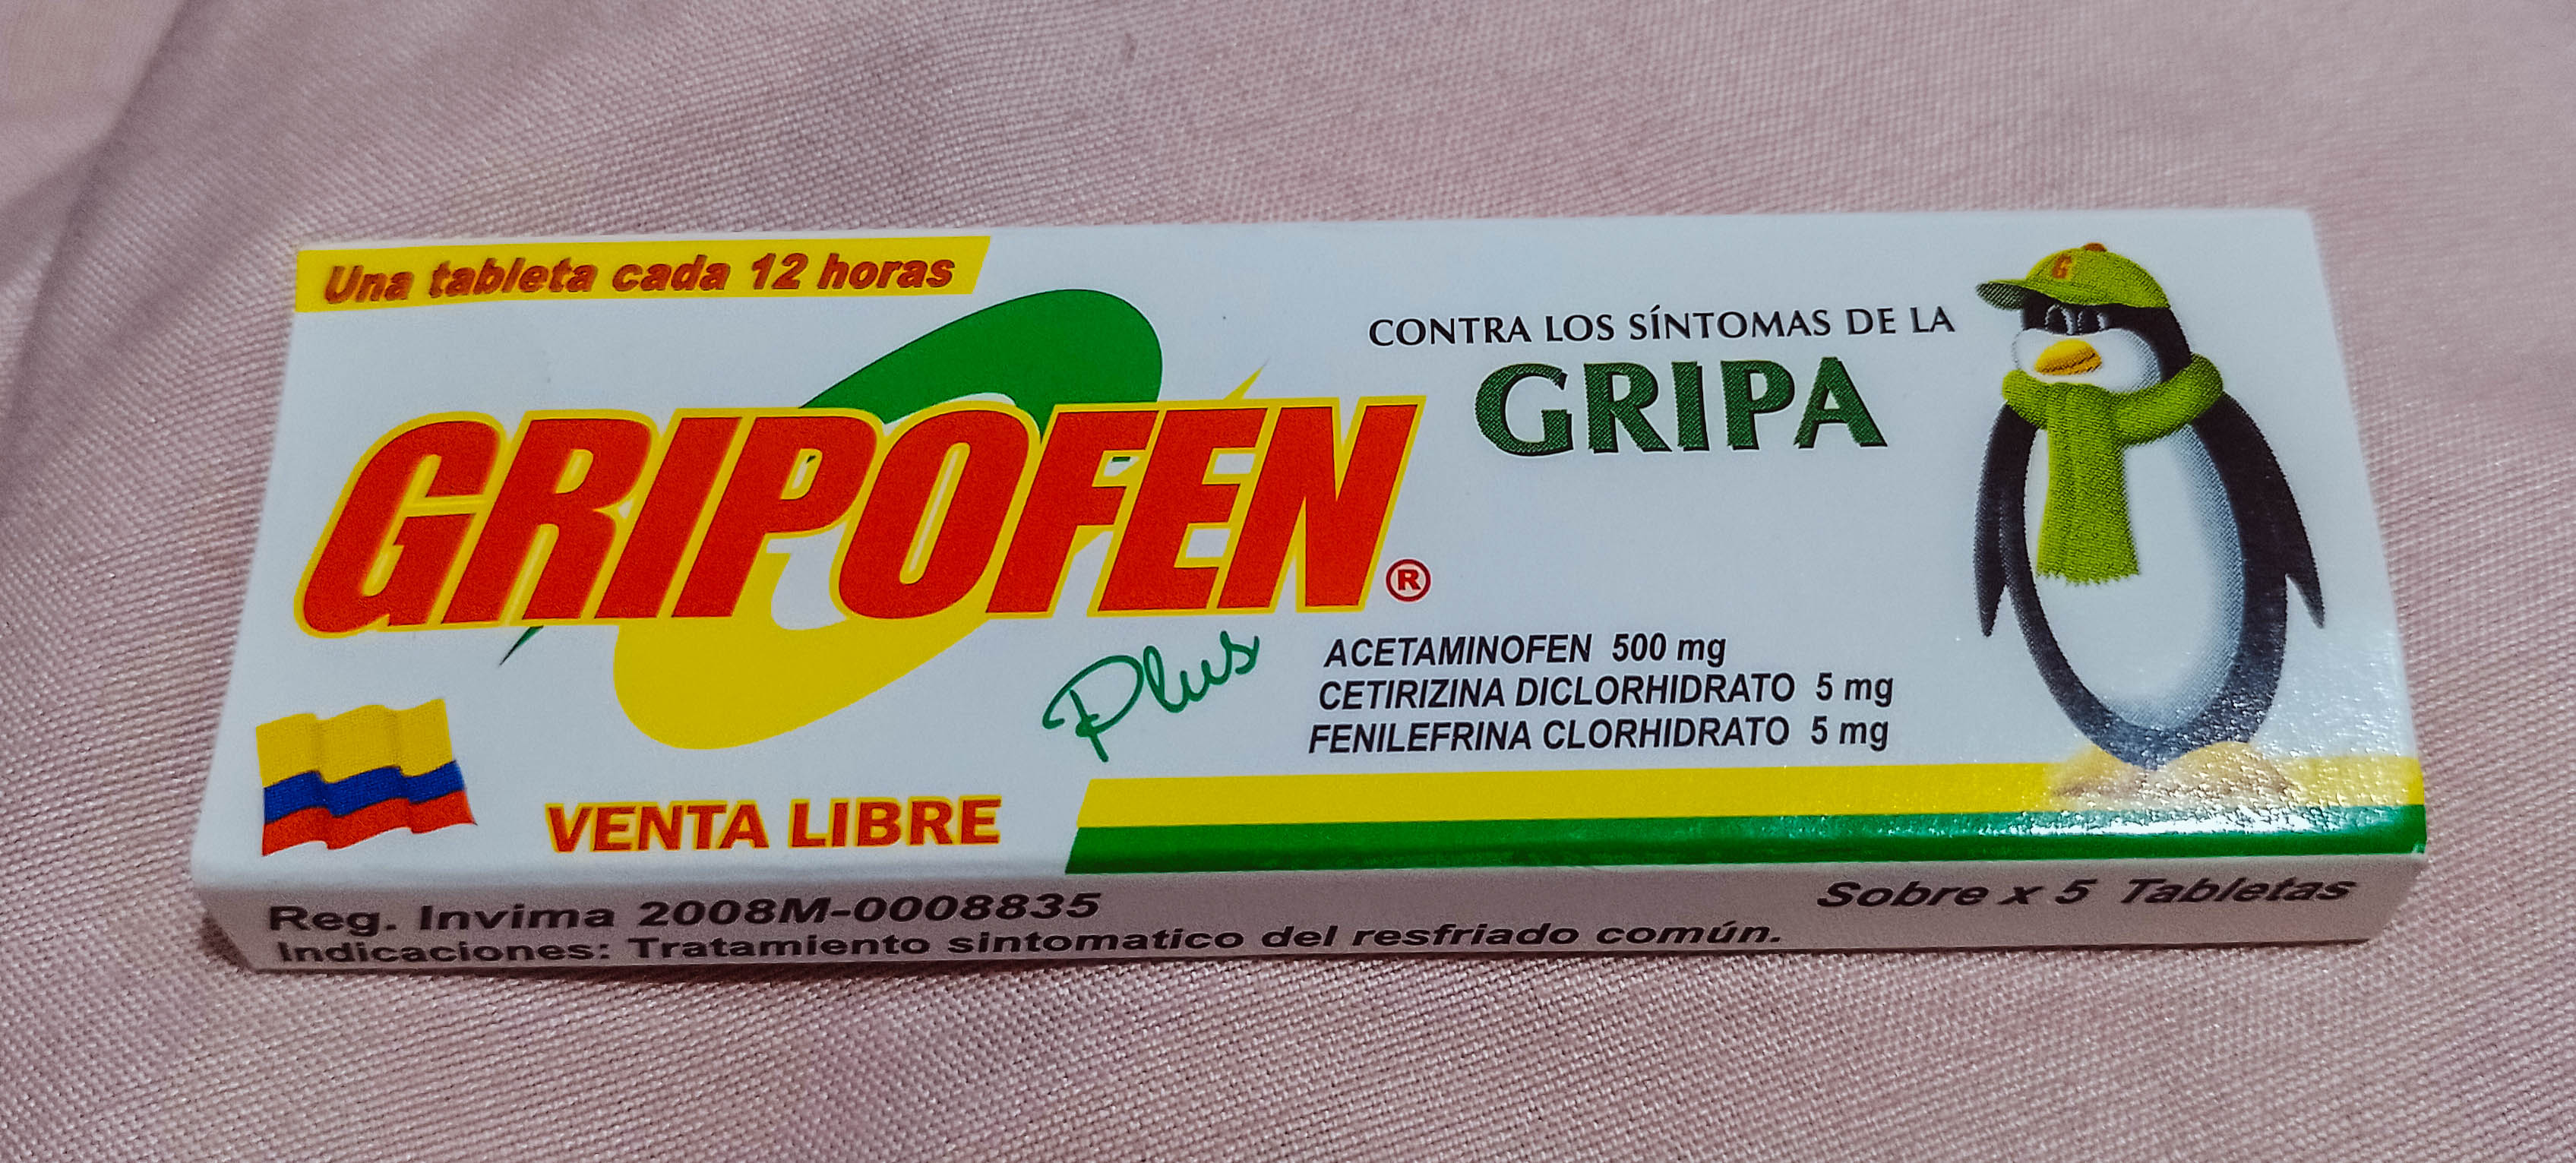 Una tableta cada 12 horas
CONTRA LOS SÍNTOMAS DE LA
GRIPA
G
GRIPOFEN®
Plus
ACETAMINOFEN 500 mg
CETIRIZINA DICLORHIDRATO 5 mg
FENILEFRINA CLORHIDRATO 5 mg
VENTA LIBRE
Reg. Invima 2008M-0008835
Sobre x 5 Tabletas
Indicaciones: Tratamiento sintomatico del resfriado común.